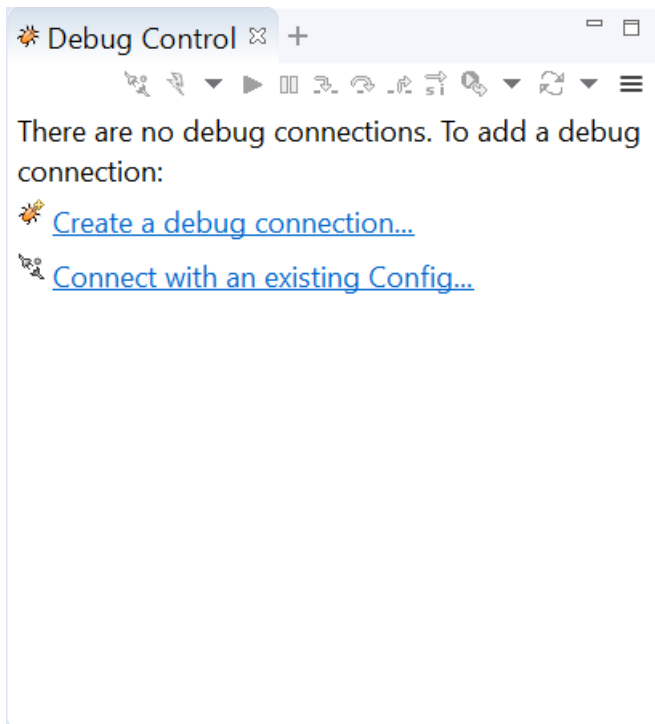 Debug Control
s i
There are no debug connections. To add a debug
connection:
Create a debug connection...
Connect with an existing Config...